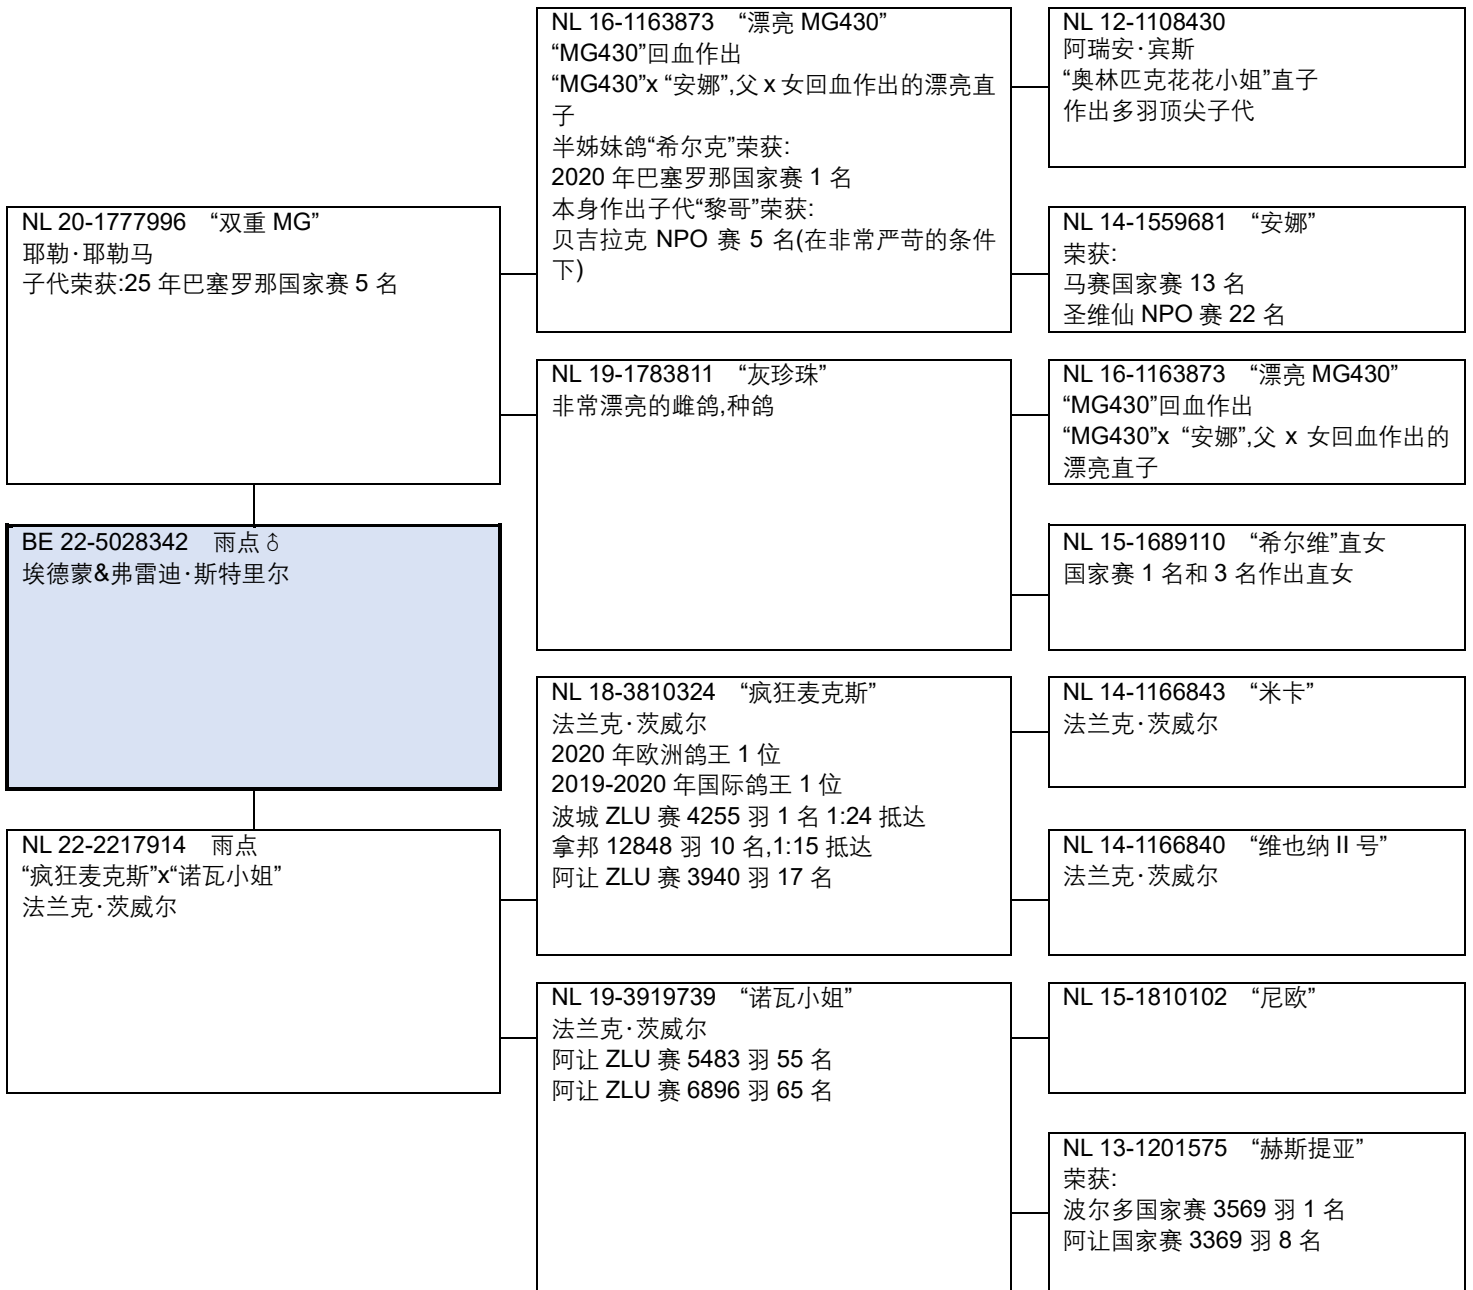 NL 16-1163873 “漂亮 MG430”
“MG430”回血作出
“MG430”x “安娜”,父 x 女回血作出的漂亮直
子
半姊妹鸽“希尔克”荣获:
2020 年巴塞罗那国家赛 1 名
本身作出子代“黎哥”荣获:
贝吉拉克 NPO 赛 5 名(在非常严苛的条件
下)
NL 12-1108430
阿瑞安·宾斯
“奥林匹克花花小姐”直子
作出多羽顶尖子代
NL 20-1777996 “双重 MG”
耶勒·耶勒马
子代荣获:25 年巴塞罗那国家赛 5 名
NL 14-1559681 “安娜”
荣获:
马赛国家赛 13 名
圣维仙 NPO 赛 22 名
NL 19-1783811 “灰珍珠”
非常漂亮的雌鸽,种鸽
NL 16-1163873 “漂亮 MG430”
“MG430”回血作出
“MG430”x “安娜”,父 x 女回血作出的
漂亮直子
BE 22-5028342 雨点♂
埃德蒙&弗雷迪·斯特里尔
NL 15-1689110 “希尔维”直女
国家赛 1 名和 3 名作出直女
NL 18-3810324 “疯狂麦克斯”
法兰克·茨威尔
2020 年欧洲鸽王 1 位
2019-2020 年国际鸽王 1 位
波城 ZLU 赛 4255 羽 1 名 1:24 抵达
拿邦 12848 羽 10 名,1:15 抵达
阿让 ZLU 赛 3940 羽 17 名
NL 14-1166843 “米卡”
法兰克·茨威尔
NL 22-2217914 雨点
“疯狂麦克斯”x“诺瓦小姐”
法兰克·茨威尔
NL 14-1166840 “维也纳 II 号”
法兰克·茨威尔
NL 19-3919739 “诺瓦小姐”
法兰克·茨威尔
阿让 ZLU 赛 5483 羽 55 名
阿让 ZLU 赛 6896 羽 65 名
NL 15-1810102 “尼欧”
NL 13-1201575 “赫斯提亚”
荣获:
波尔多国家赛 3569 羽 1 名
阿让国家赛 3369 羽 8 名